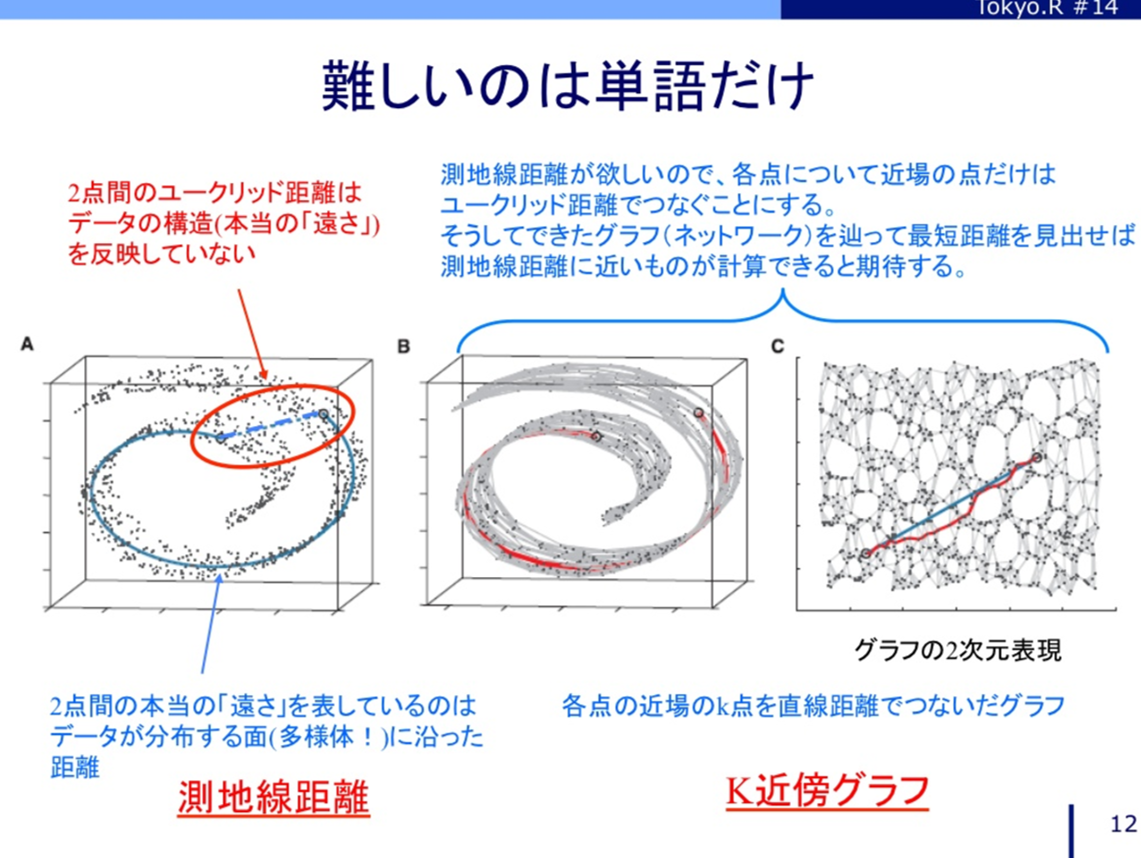 Tokyo.R #14
難しいのは単語だけ
2点間のユークリッド距離は
データの構造(本当の「遠さ」)
を反映していない
測地線距離が欲しいので、各点について近場の点だけは
ユークリッド距離でつなぐことにする。
そうしてできたグラフ(ネットワーク)を辿って最短距離を見出せば
測地線距離に近いものが計算できると期待する。
A
B
C
グラフの2次元表現
2点間の本当の「遠さ」を表しているのは
データが分布する面(多様体！)に沿った
距離
測地線距離
各点の近場のk点を直線距離でつないだグラフ
K近傍グラフ
12